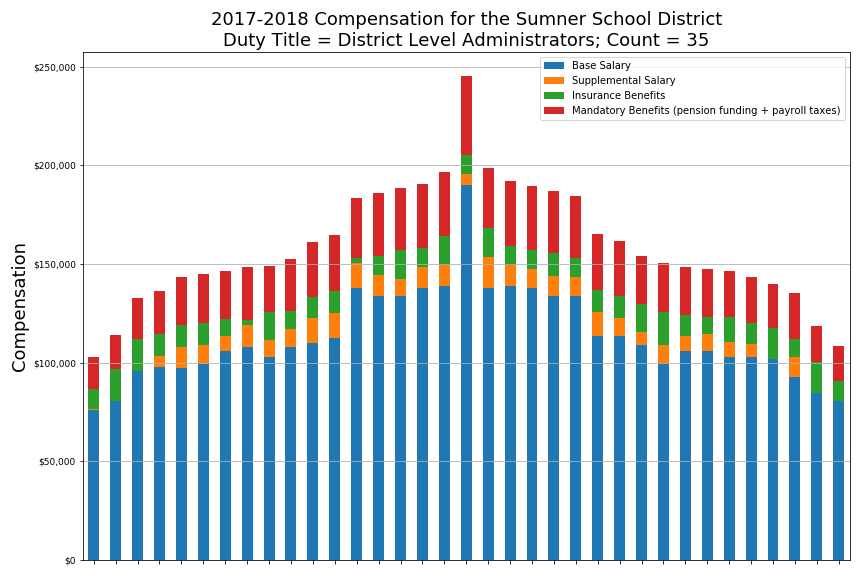 2017-2018 Compensation for the Sumner School District
Duty Title = District Level Administrators; Count = 35
Base Salary
Supplemental Salary
Insurance Benefits
Mandatory Benefits (pension funding + payroll taxes)
Compensation
$250,000
$200,000
$150,000
$100,000
$50,000
$0